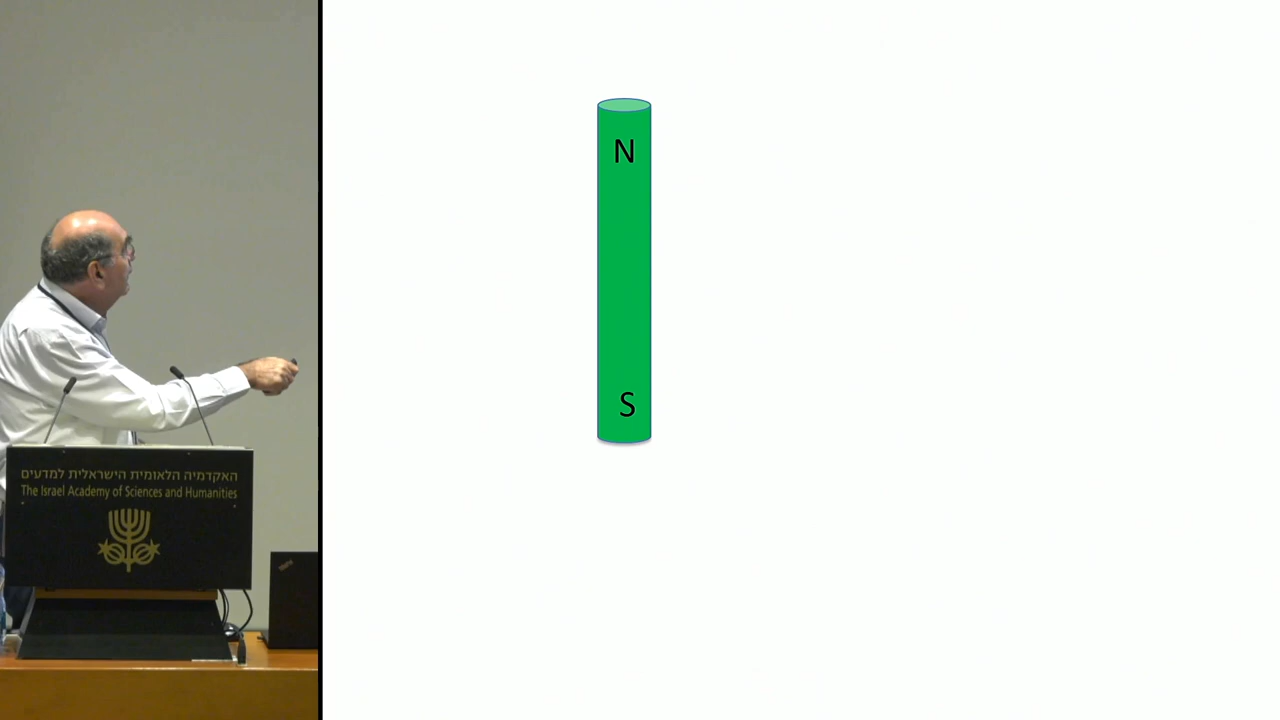 האקדמיה הלאומית הישראלית למדעים
The Israel Academy of Sciences and Humanities
N
S